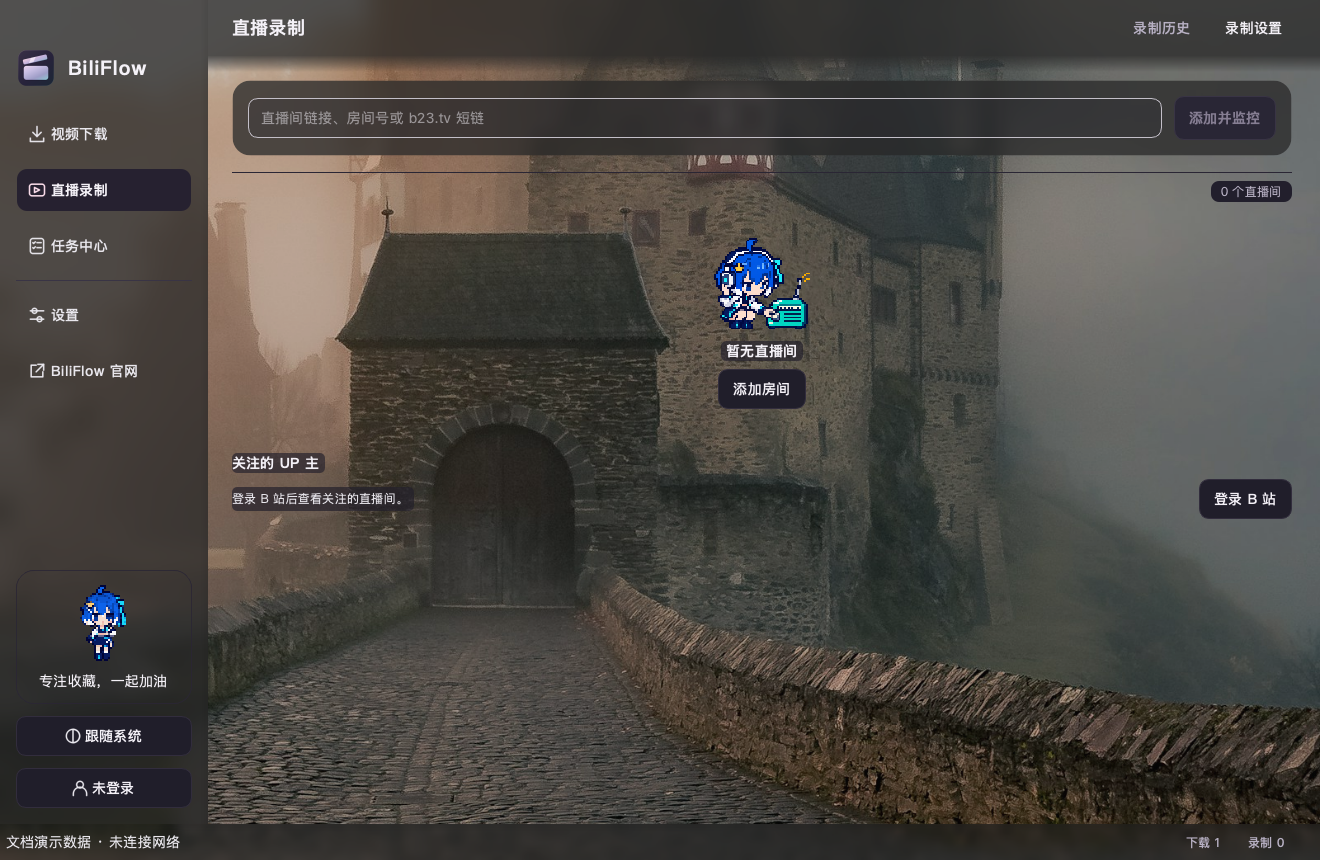 BiliFlow
视频下载
直播录制
任务中心
设置
BiliFlow 官网
专注收藏，一起加油
跟随系统
未登录
直播录制
录制历史
录制设置
直播间链接、房间号或 b23.tv 短链
添加并监控
0 个直播间
暂无直播间
添加房间
关注的 UP 主
登录 B 站后查看关注的直播间。
登录 B 站
文档演示数据 · 未连接网络
下载 1
录制 0